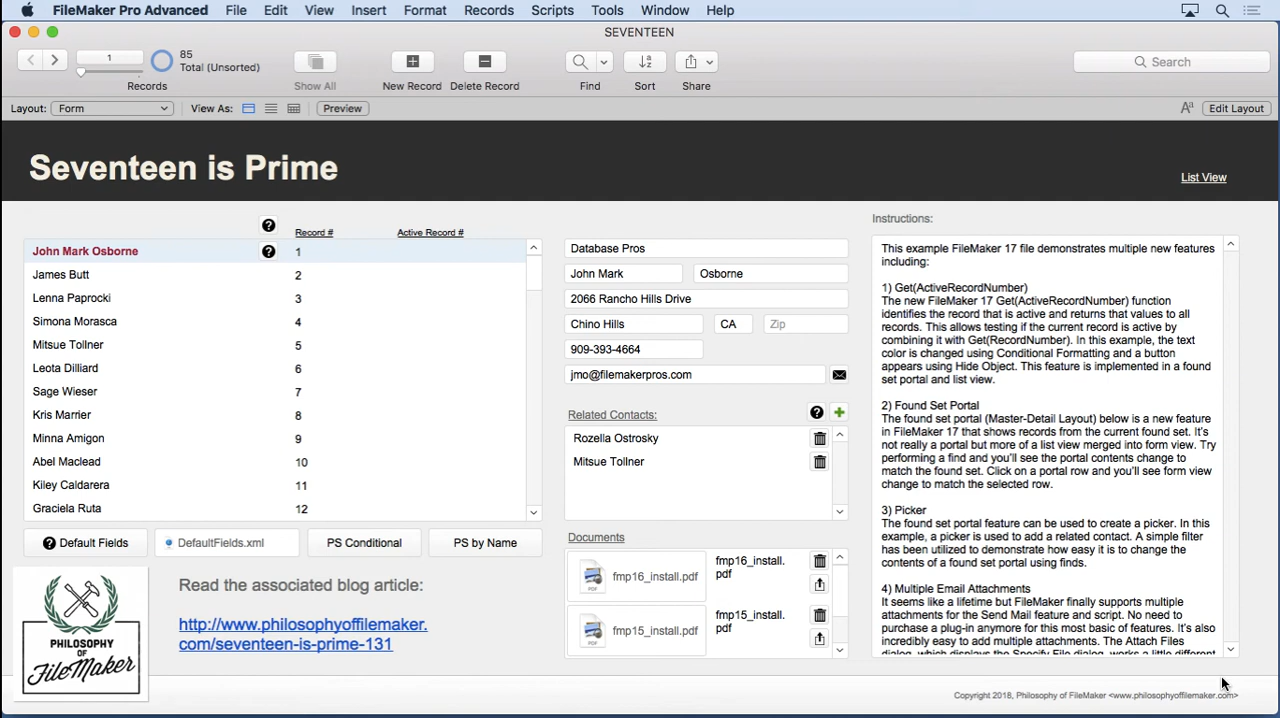 FileMaker Pro Advanced File Edit View Insert Format Records Scripts Tools Window Help
SEVENTEEN
1
85
Total (Unsorted)
Records
Show All
New Record
Delete Record
Find
Sort
Share
Search
Layout: Form
View As:
Preview
Aª
Edit Layout
Seventeen is Prime
List View
Record #
Active Record #
John Mark Osborne 1
James Butt 2
Lenna Paprocki 3
Simona Morasca 4
Mitsue Tollner 5
Leota Dilliard 6
Sage Wieser 7
Kris Marrier 8
Minna Amigon 9
Abel Maclead 10
Kiley Caldarera 11
Graciela Ruta 12
Default Fields
DefaultFields.xml
PS Conditional
PS by Name
PHILOSOPHY
OF
FileMaker
Read the associated blog article:
http://www.philosophyoffilemaker.
com/seventeen-is-prime-131
Database Pros
John Mark
Osborne
2066 Rancho Hills Drive
Chino Hills
CA
Zip
909-393-4664
jmo@filemakerpros.com
Related Contacts:
Rozella Ostrosky
Mitsue Tollner
Documents
PDF
fmp16_install.pdf
fmp16_install.
pdf
PDF
fmp15_install.pdf
fmp15_install.
pdf
Instructions:
This example FileMaker 17 file demonstrates multiple new features
including:
1) Get(ActiveRecordNumber)
The new FileMaker 17 Get(ActiveRecordNumber) function
identifies the record that is active and returns that values to all
records. This allows testing if the current record is active by
combining it with Get(RecordNumber). In this example, the text
color is changed using Conditional Formatting and a button
appears using Hide Object. This feature is implemented in a found
set portal and list view.
2) Found Set Portal
The found set portal (Master-Detail Layout) below is a new feature
in FileMaker 17 that shows records from the current found set. It's
not really a portal but more of a list view merged into form view. Try
performing a find and you'll see the portal contents change to
match the found set. Click on a portal row and you'll see form view
change to match the selected row.
3) Picker
The found set portal feature can be used to create a picker. In this
example, a picker is used to add a related contact. A simple filter
has been utilized to demonstrate how easy it is to change the
contents of a found set portal using finds.
4) Multiple Email Attachments
It seems like a lifetime but FileMaker finally supports multiple
attachments for the Send Mail feature and script. No need to
purchase a plug-in anymore for this most basic of features. It's also
incredibly easy to add multiple attachments. The Attach Files
dialog, which displays the Specify File dialog, works a little different
Copyright 2018, Philosophy of FileMaker <www.philosophyoffilemaker.com>